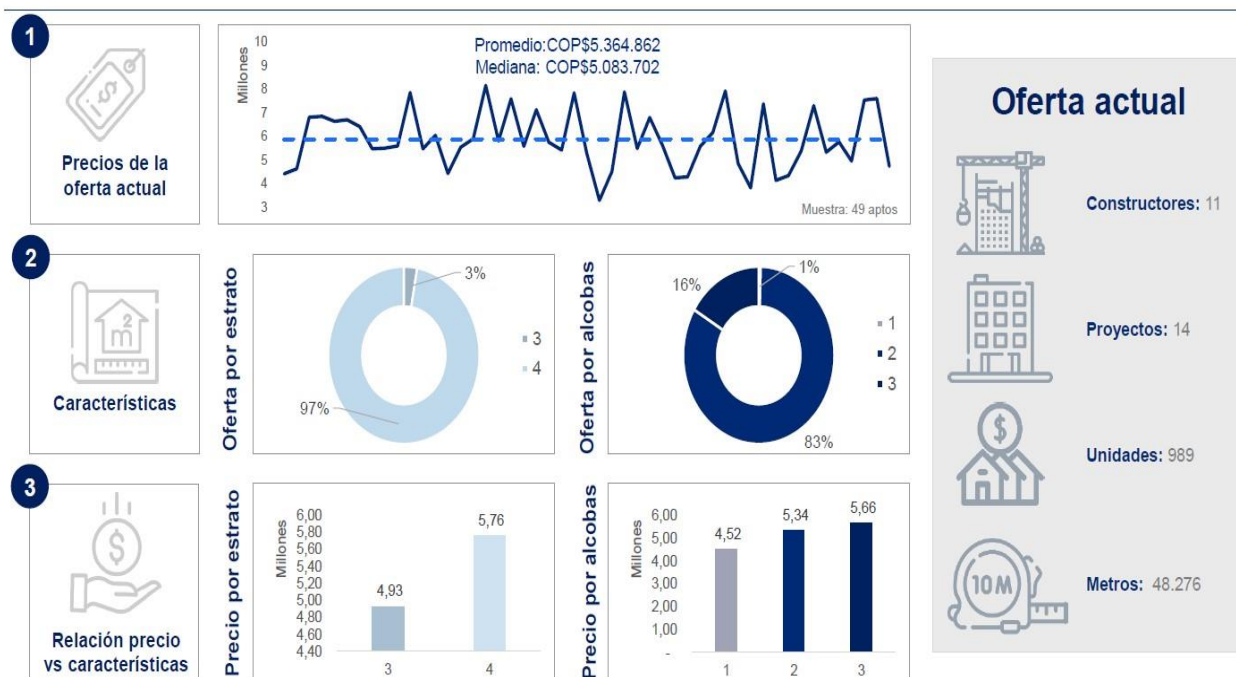 1
Precios de la
oferta actual
Millones
10
9
8
7
6
5
4
3
Promedio:COP$5.364.862
Mediana: COP$5.083.702
Muestra: 49 aptos
2
m2
Características
Oferta por estrato
3%
97%
3
4
Oferta por alcobas
1%
16%
83%
1
2
3
3
Relación precio
vs características
Precio por estrato
Millones
6,00
5,80
5,60
5,40
5,20
5,00
4,80
4,60
4,40
4,93
5,76
3
4
Precio por alcobas
Millones
6,00
5,00
4,00
3,00
2,00
1,00
-
4,52
5,34
5,66
1
2
3
Oferta actual
Constructores: 11
Proyectos: 14
Unidades: 989
10M
Metros: 48.276